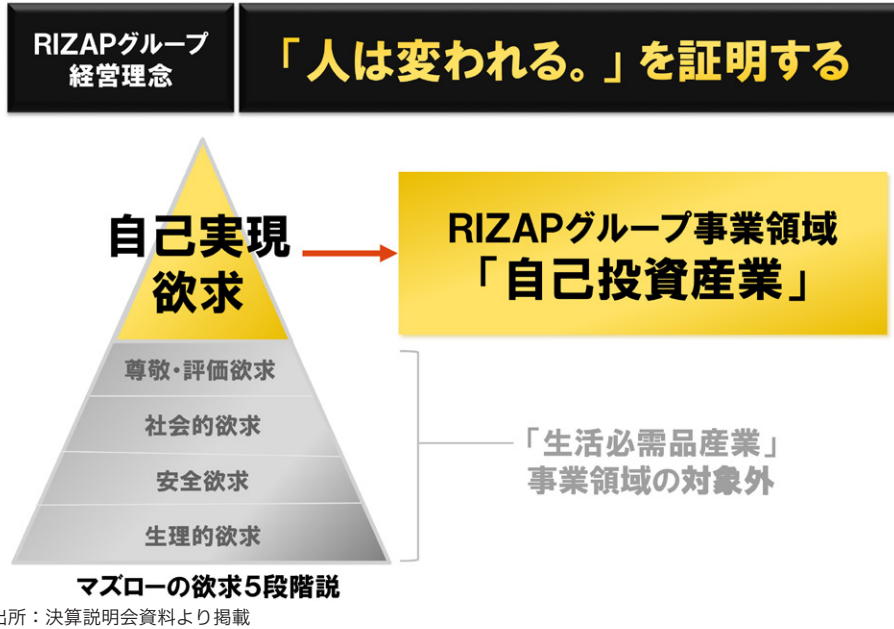 RIZAPグループ
経営理念
「人は変われる。」を証明する
自己実現
欲求
RIZAPグループ事業領域
「自己投資産業」
尊敬・評価欲求
社会的欲求
安全欲求
生理的欲求
「生活必需品産業」
事業領域の対象外
マズローの欲求5段階説
出所：決算説明会資料より掲載